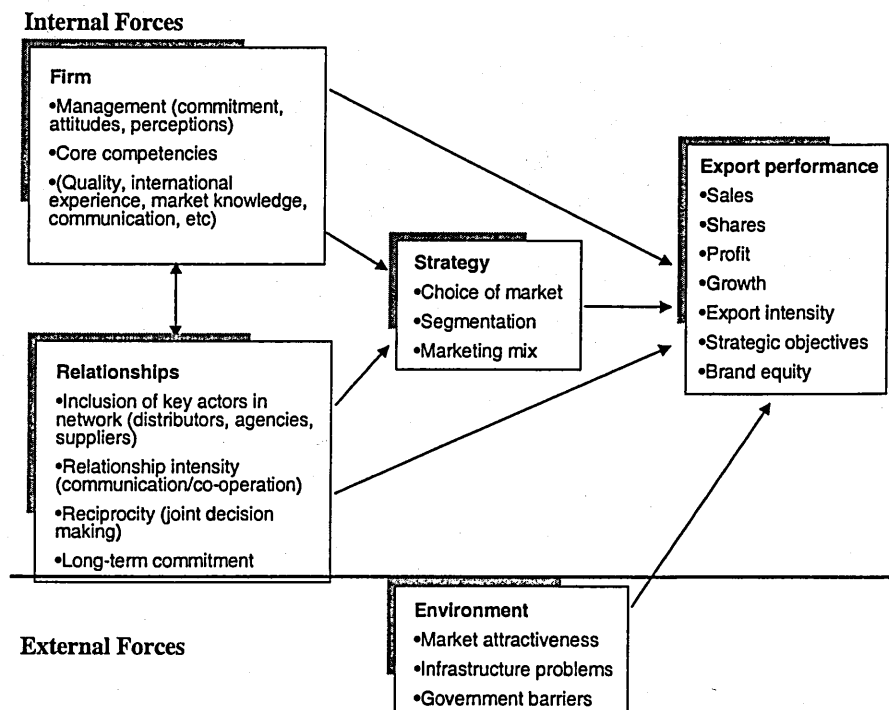 Internal Forces
Firm
•Management (commitment,
attitudes, perceptions)
•Core competencies
•(Quality, international
experience, market knowledge,
communication, etc)
Relationships
•Inclusion of key actors in
network (distributors, agencies,
suppliers)
•Relationship intensity
(communication/co-operation)
•Reciprocity (joint decision
making)
•Long-term commitment
Strategy
•Choice of market
•Segmentation
•Marketing mix
Export performance
•Sales
•Shares
•Profit
•Growth
•Export intensity
•Strategic objectives
•Brand equity
External Forces
Environment
•Market attractiveness
•Infrastructure problems
•Government barriers